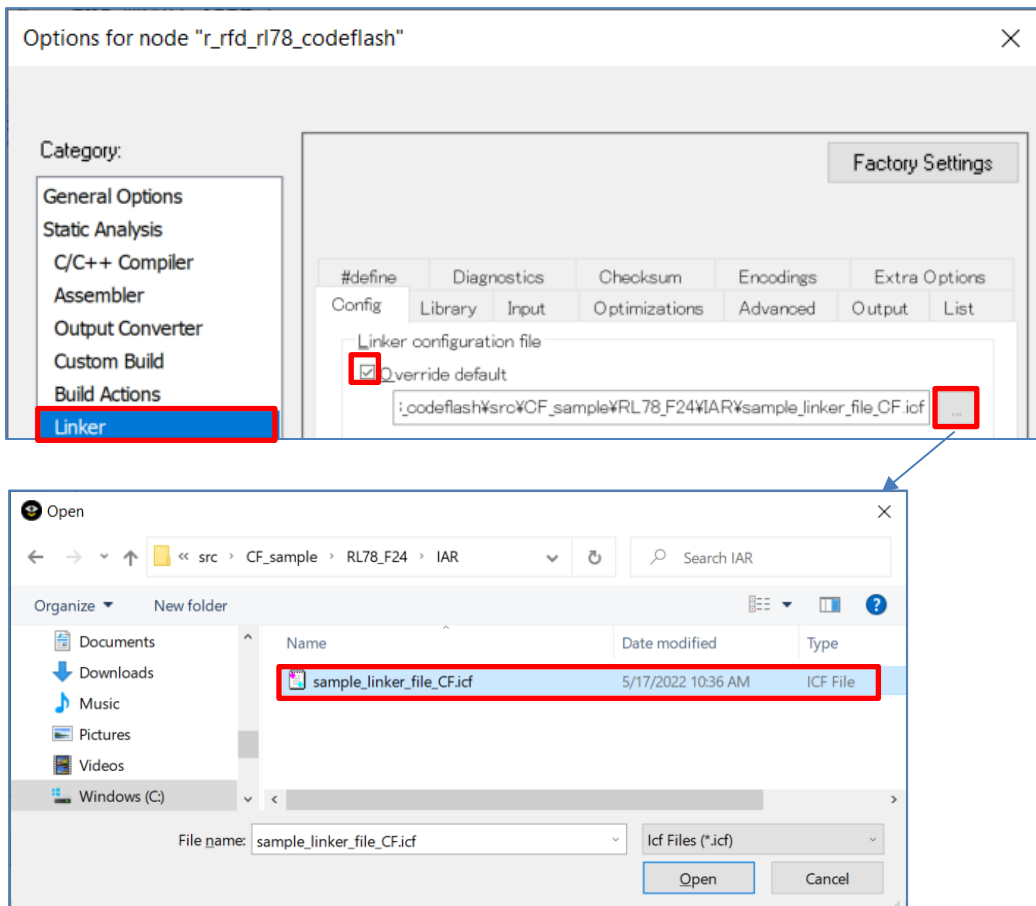 Options for node "r_rfd_rl78_codeflash"
Category:
Factory Settings
General Options
Static Analysis
C/C++ Compiler
Assembler
Output Converter
Custom Build
Build Actions
Linker
#define Diagnostics Checksum Encodings Extra Options
Config Library Input Optimizations Advanced Output List
Linker configuration file
Override default
_codeflash¥src¥CF_sample¥RL78_F24¥IAR¥sample_linker_file_CF.icf ...
Open
« src › CF_sample › RL78_F24 › IAR Search IAR
Organize New folder
Documents
Downloads
Music
Pictures
Videos
Windows (C:)
Name Date modified Type
sample_linker_file_CF.icf 5/17/2022 10:36 AM ICF File
File name: sample_linker_file_CF.icf Icf Files (*.icf)
Open Cancel